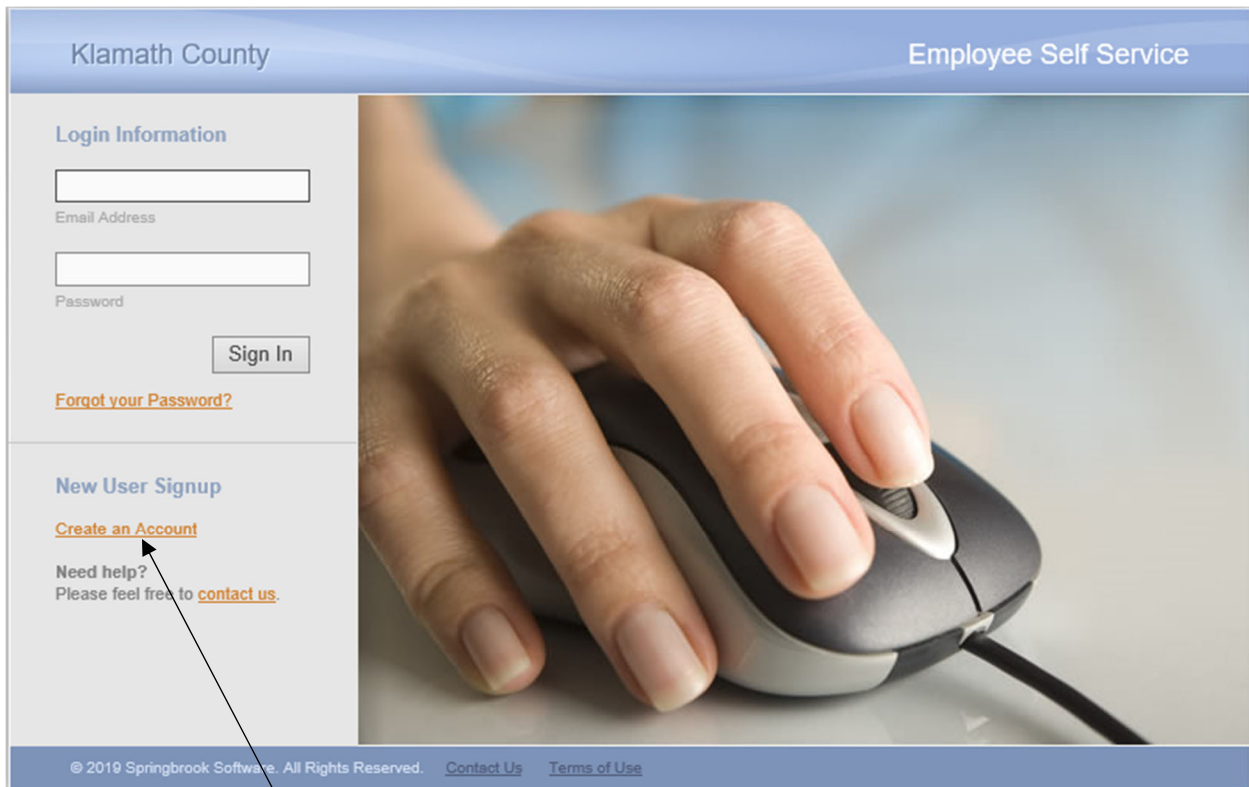 Klamath County
Employee Self Service
Login Information
Email Address
Password
Sign In
Forgot your Password?
New User Signup
Create an Account
Need help?
Please feel free to contact us.
© 2019 Springbrook Software. All Rights Reserved. Contact Us Terms of Use